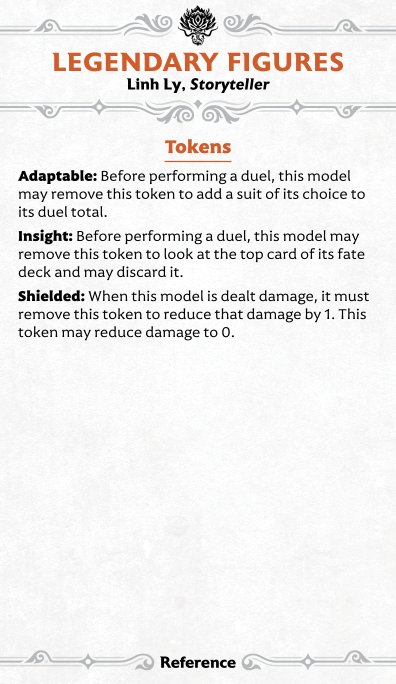 LEGENDARY FIGURES
Linh Ly, Storyteller
Tokens
Adaptable: Before performing a duel, this model
may remove this token to add a suit of its choice to
its duel total.
Insight: Before performing a duel, this model may
remove this token to look at the top card of its fate
deck and may discard it.
Shielded: When this model is dealt damage, it must
remove this token to reduce that damage by 1. This
token may reduce damage to 0.
Reference